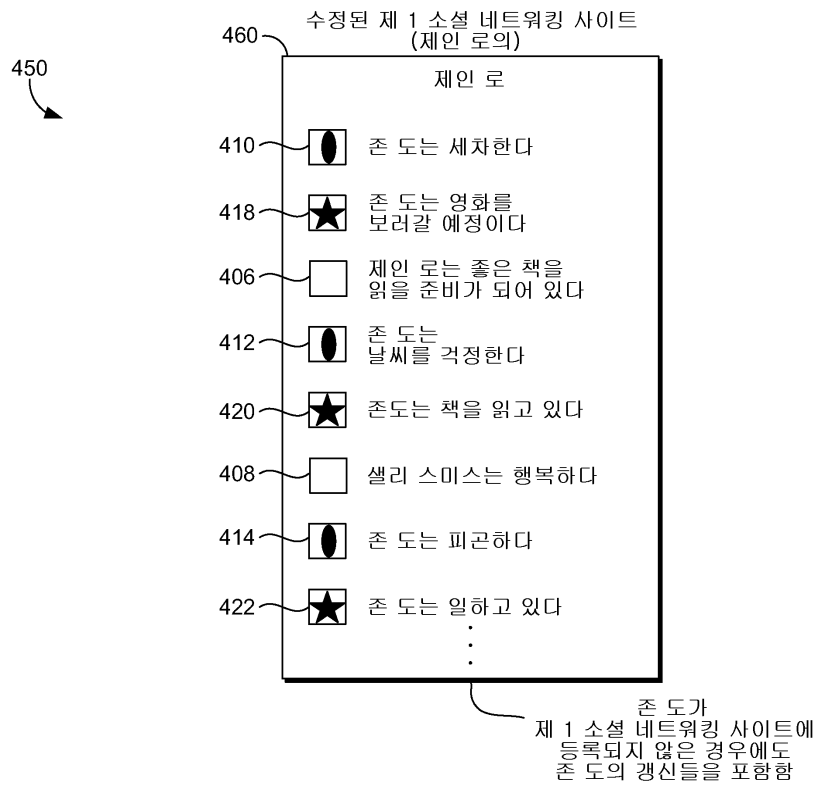 수정된 제 1 소셜 네트워킹 사이트
(제인 로의)
460
450
제인 로
410 존 도는 세차한다
418 존 도는 영화를
보러갈 예정이다
406 제인 로는 좋은 책을
읽을 준비가 되어 있다
412 존 도는
날씨를 걱정한다
420 존도는 책을 읽고 있다
408 샐리 스미스는 행복하다
414 존 도는 피곤하다
422 존 도는 일하고 있다
존 도가
제 1 소셜 네트워킹 사이트에
등록되지 않은 경우에도
존 도의 갱신들을 포함함